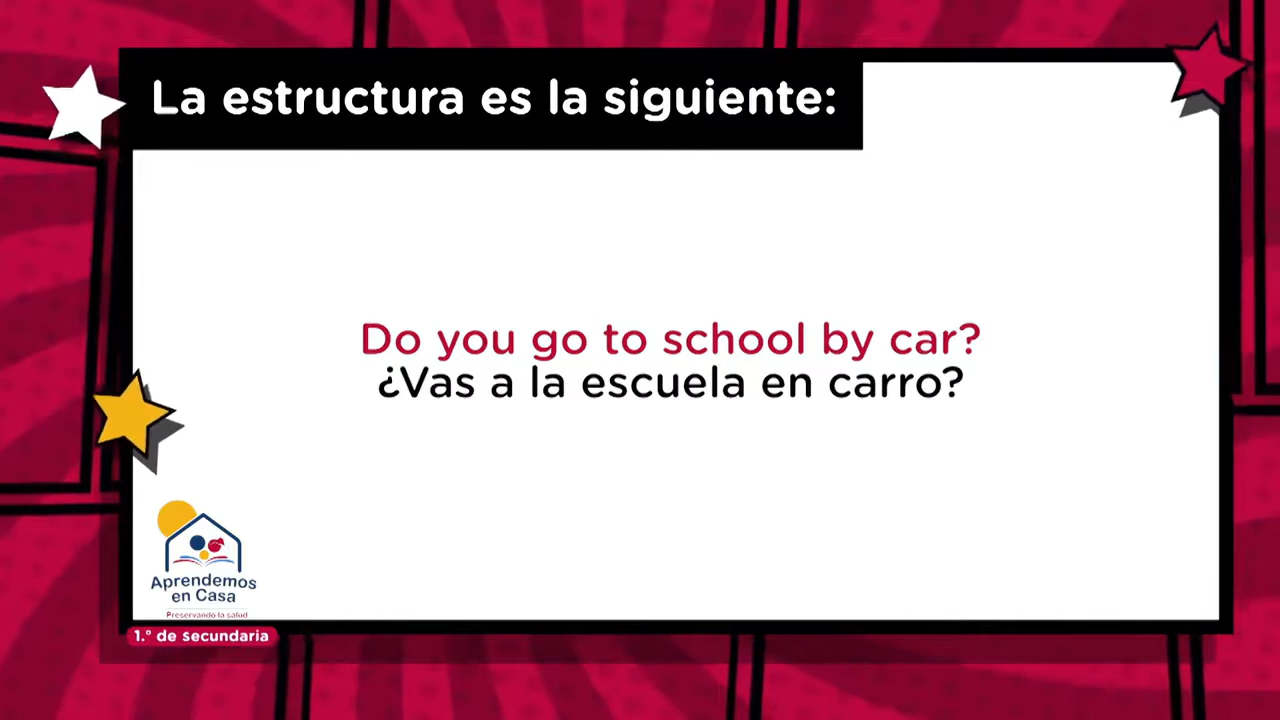 La estructura es la siguiente:
Do you go to school by car?
¿Vas a la escuela en carro?
Aprendemos
en Casa
Preservando la salud
1.° de secundaria